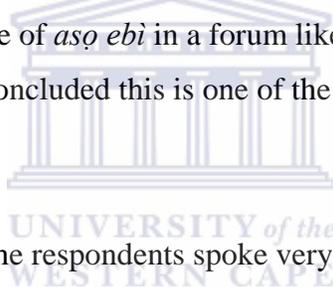 e of asọ ebì in a forum like
oncluded this is one of the
UNIVERSITY of the
ne respondents spoke very
WESTERN CAPE